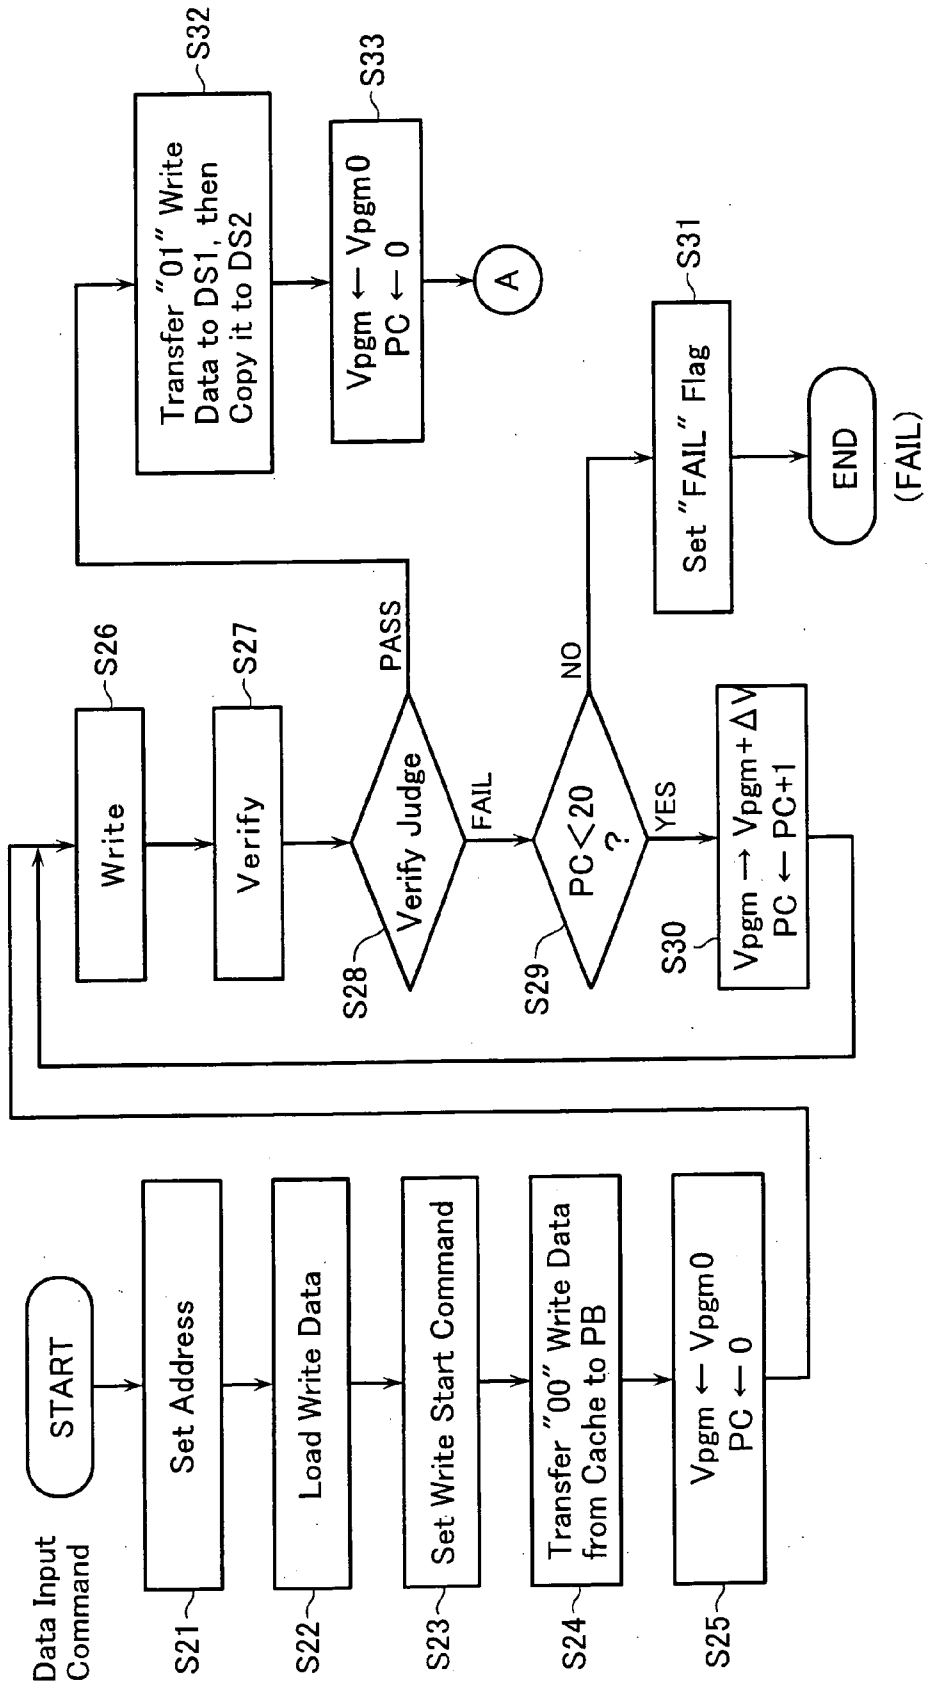 Data Input
Command
START
S21
Set Address
S22
Load Write Data
S23
Set Write Start Command
S24
Transfer "00" Write Data
from Cache to PB
S25
Vpgm ← Vpgm0
PC ← 0
S26
Write
S27
Verify
S28
Verify Judge
PASS
FAIL
S29
PC<20
?
NO
YES
S30
Vpgm → Vpgm+ΔV
PC ← PC+1
S32
Transfer "01" Write
Data to DS1, then
Copy it to DS2
S33
Vpgm ← Vpgm0
PC ← 0
A
S31
Set "FAIL" Flag
END
(FAIL)